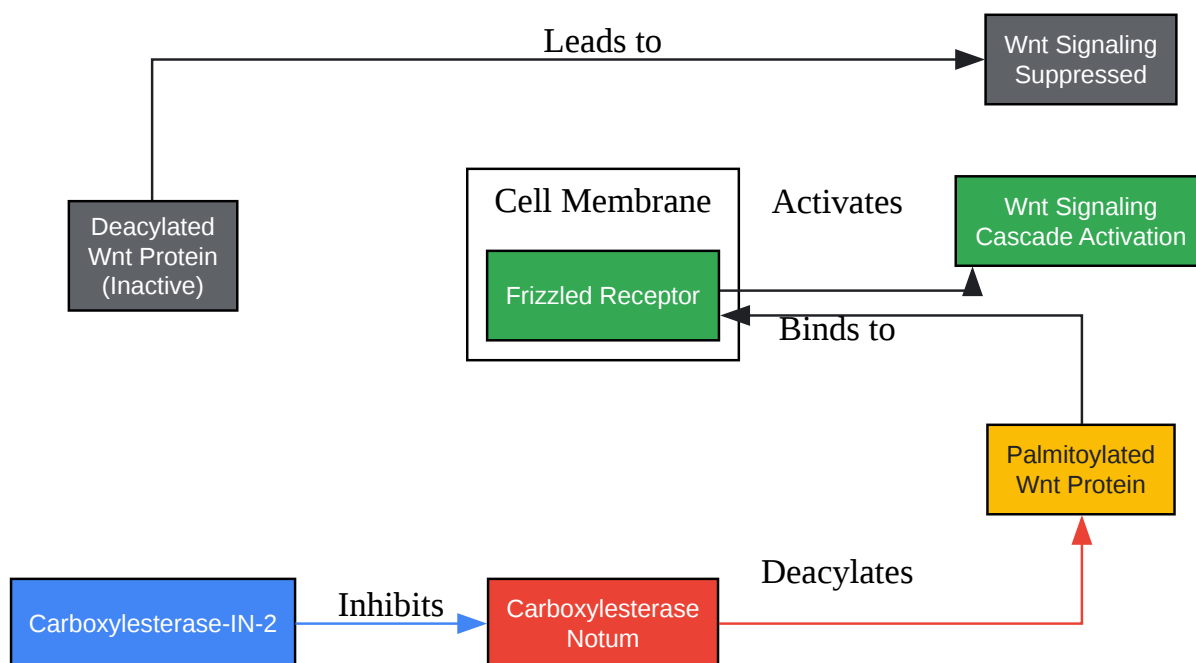 Leads to
Wnt Signaling
Suppressed
Cell Membrane
Activates
Wnt Signaling
Cascade Activation
Deacylated
Wnt Protein
(Inactive)
Frizzled Receptor
Binds to
Palmitoylated
Wnt Protein
Deacylates
Carboxylesterase-IN-2
Inhibits
Carboxylesterase
Notum